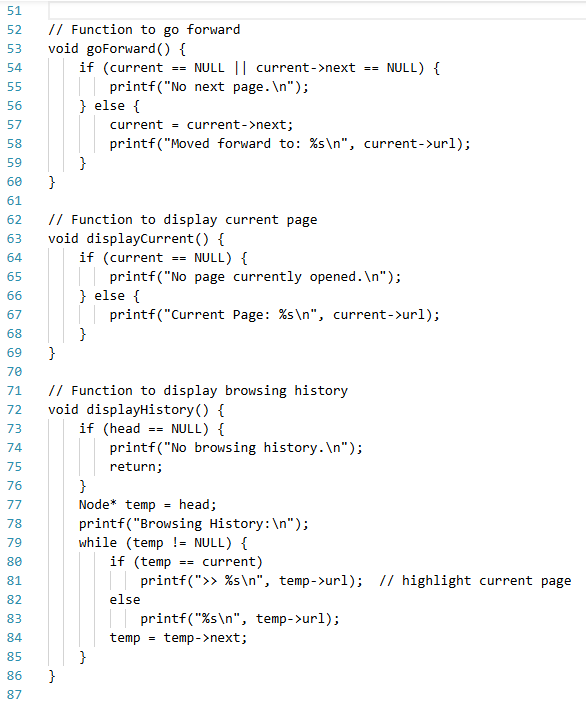 51
52 // Function to go forward
53 void goForward() {
54     if (current == NULL || current->next == NULL) {
55         printf("No next page.\n");
56     } else {
57         current = current->next;
58         printf("Moved forward to: %s\n", current->url);
59     }
60 }
61
62 // Function to display current page
63 void displayCurrent() {
64     if (current == NULL) {
65         printf("No page currently opened.\n");
66     } else {
67         printf("Current Page: %s\n", current->url);
68     }
69 }
70
71 // Function to display browsing history
72 void displayHistory() {
73     if (head == NULL) {
74         printf("No browsing history.\n");
75         return;
76     }
77     Node* temp = head;
78     printf("Browsing History:\n");
79     while (temp != NULL) {
80         if (temp == current)
81             printf(">> %s\n", temp->url);  // highlight current page
82         else
83             printf("%s\n", temp->url);
84         temp = temp->next;
85     }
86 }
87